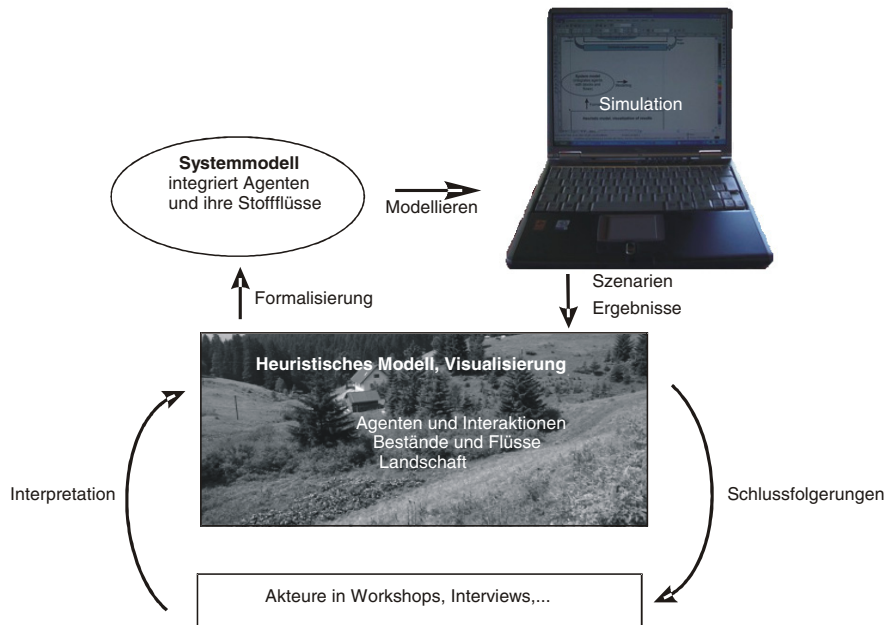 Simulation
Systemmodell
integriert Agenten
und ihre Stoffflüsse
Modellieren
Formalisierung
Szenarien
Ergebnisse
Heuristisches Modell, Visualisierung
Agenten und Interaktionen
Bestände und Flüsse
Landschaft
Interpretation
Schlussfolgerungen
Akteure in Workshops, Interviews,...